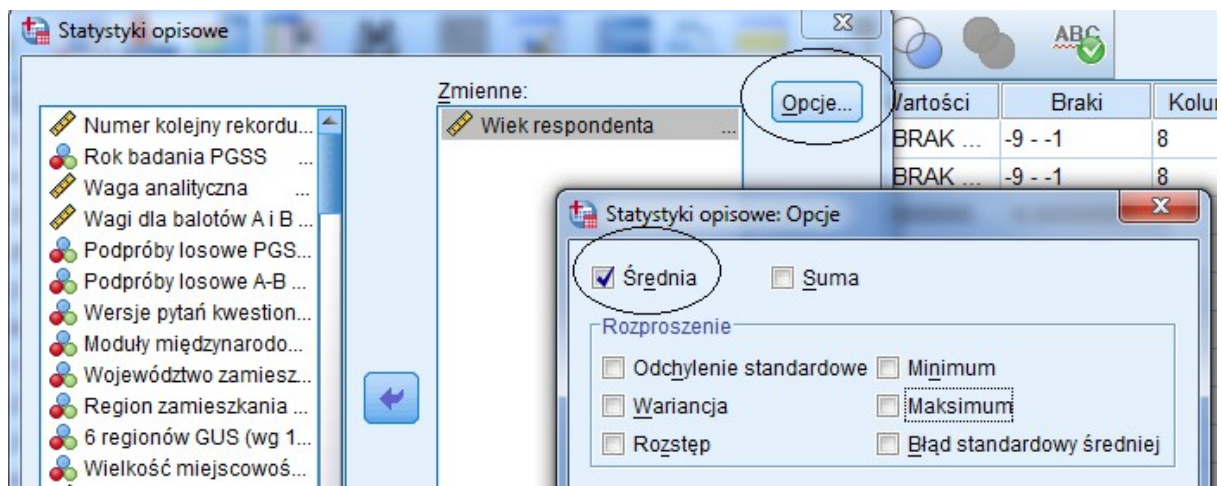 Statystyki opisowe
Zmienne:
Opcje...
Numer kolejny rekordu...
Rok badania PGSS ...
Waga analityczna ...
Wagi dla balotów A i B ...
Podpróby losowe PGS...
Podpróby losowe A-B ...
Wersje pytań kwestion...
Moduły międzynarodo...
Województwo zamiesz...
Region zamieszkania ...
6 regionów GUS (wg 1...
Wielkość miejscowoś...
Wiek respondenta ...
ABC
Braki
BRAK ... -9 - -1 8
BRAK ... -9 - -1 8
Statystyki opisowe: Opcje
Średnia Suma
Rozproszenie
Odchylenie standardowe Minimum
Wariancja Maksimum
Rozstęp Błąd standardowy średniej